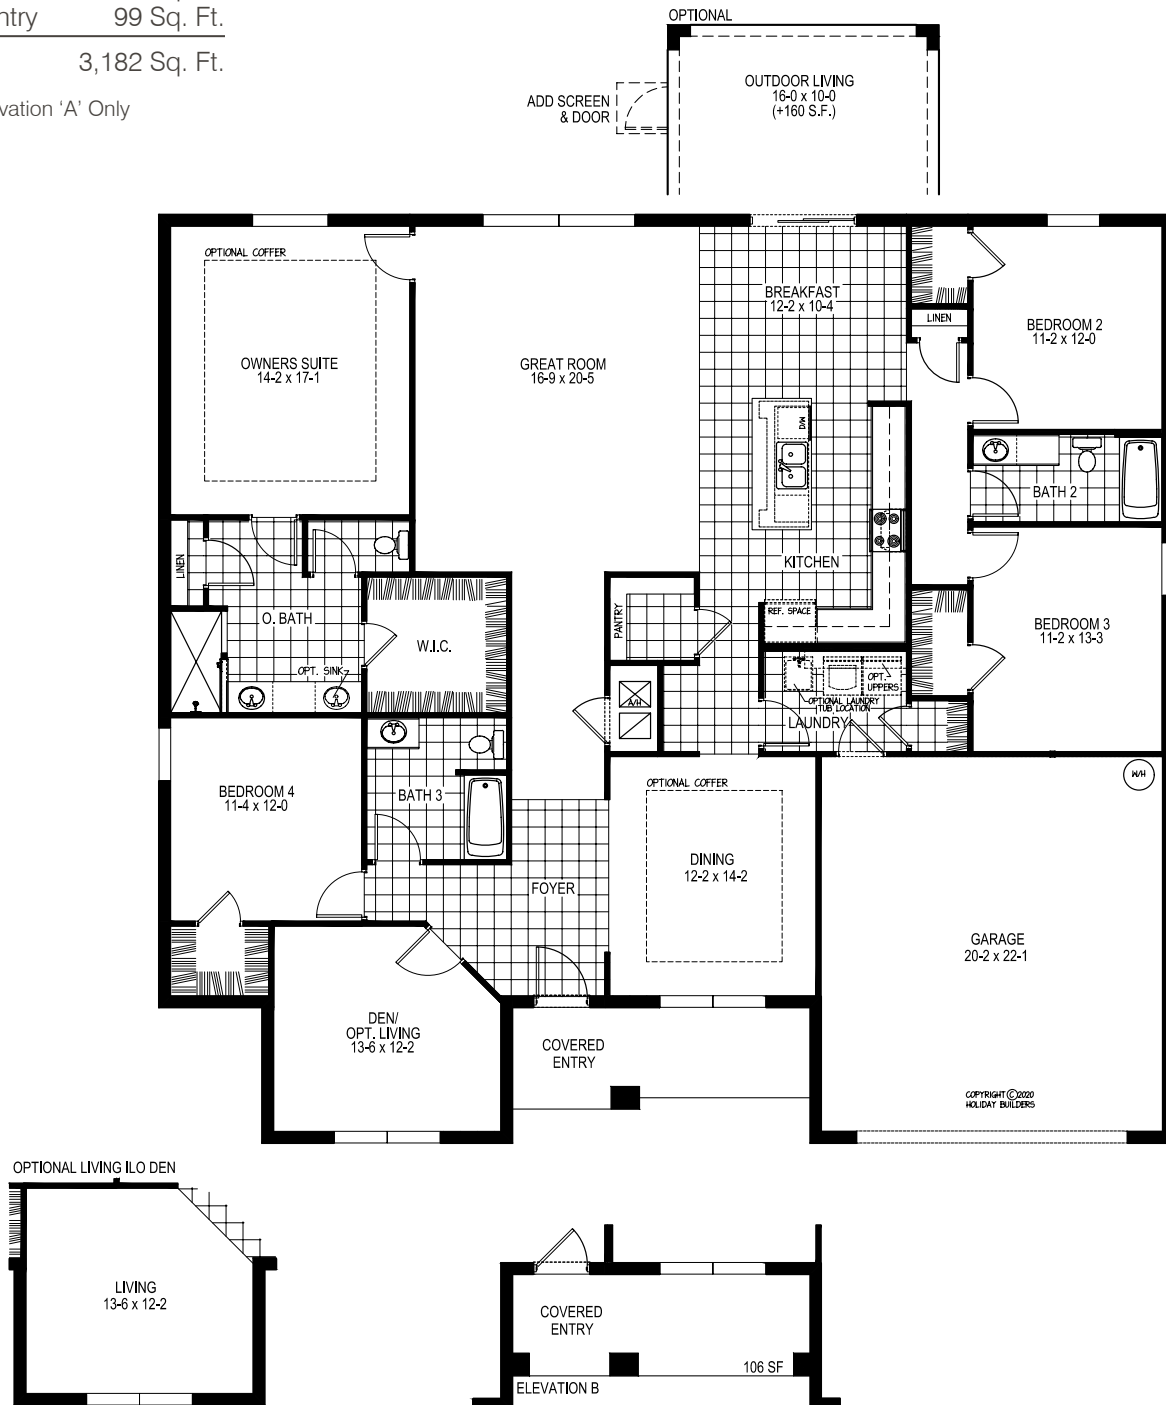 ntry 99 Sq. Ft.
3,182 Sq. Ft.
vation ‘A’ Only
OPTIONAL
ADD SCREEN
& DOOR
OUTDOOR LIVING
16-0 x 10-0
(+160 S.F.)
OPTIONAL COFFER
OWNERS SUITE
14-2 x 17-1
GREAT ROOM
16-9 x 20-5
BREAKFAST
12-2 x 10-4
LINEN
BEDROOM 2
11-2 x 12-0
D/W
BATH 2
KITCHEN
REF. SPACE
PANTRY
BEDROOM 3
11-2 x 13-3
LINEN
O. BATH
OPT. SINK
W.I.C.
A/H
OPT.
UPPERS
OPTIONAL LAUNDRY
TUB LOCATION
LAUNDRY
W/H
BEDROOM 4
11-4 x 12-0
BATH 3
OPTIONAL COFFER
DINING
12-2 x 14-2
FOYER
GARAGE
20-2 x 22-1
DEN/
OPT. LIVING
13-6 x 12-2
COVERED
ENTRY
COPYRIGHT ©2020
HOLIDAY BUILDERS
OPTIONAL LIVING ILO DEN
LIVING
13-6 x 12-2
COVERED
ENTRY
106 SF
ELEVATION B